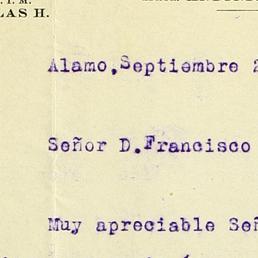 LAS H.
Alamo,Septiembre 2
Señor D.Francisco
Muy apreciable Señ